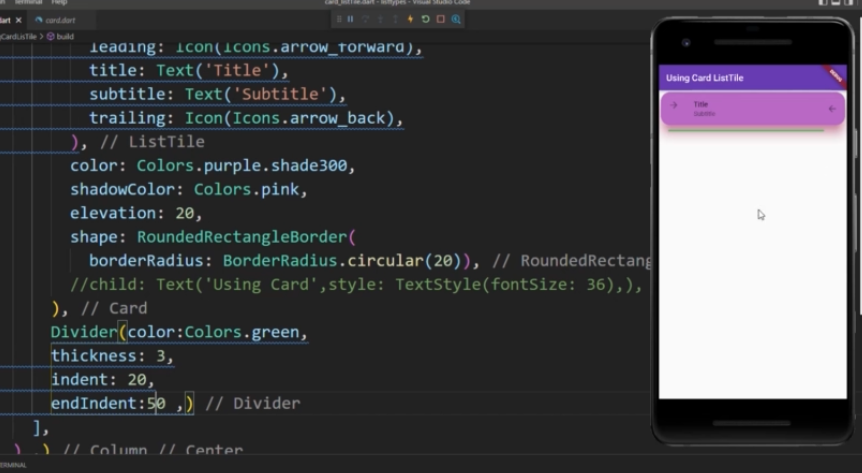 Terminal Help
card_listTile.dart - listtypes - Visual Studio Code
dart
card.dart
gCardLisTile > build
leading: Icon(Icons.arrow_forward),
title: Text('Title'),
subtitle: Text('Subtitle'),
trailing: Icon(Icons.arrow_back),
), // ListTile
color: Colors.purple.shade300,
shadowColor: Colors.pink,
elevation: 20,
shape: RoundedRectangleBorder(
borderRadius: BorderRadius.circular(20)), // RoundedRectang
//child: Text('Using Card',style: TextStyle(fontSize: 36),),
), // Card
Divider(color:Colors.green,
thickness: 3,
indent: 20,
endIndent:50 ,) // Divider
],
) ,) // Column // Center
TERMINAL
Using Card ListTile
Title
Subtitle